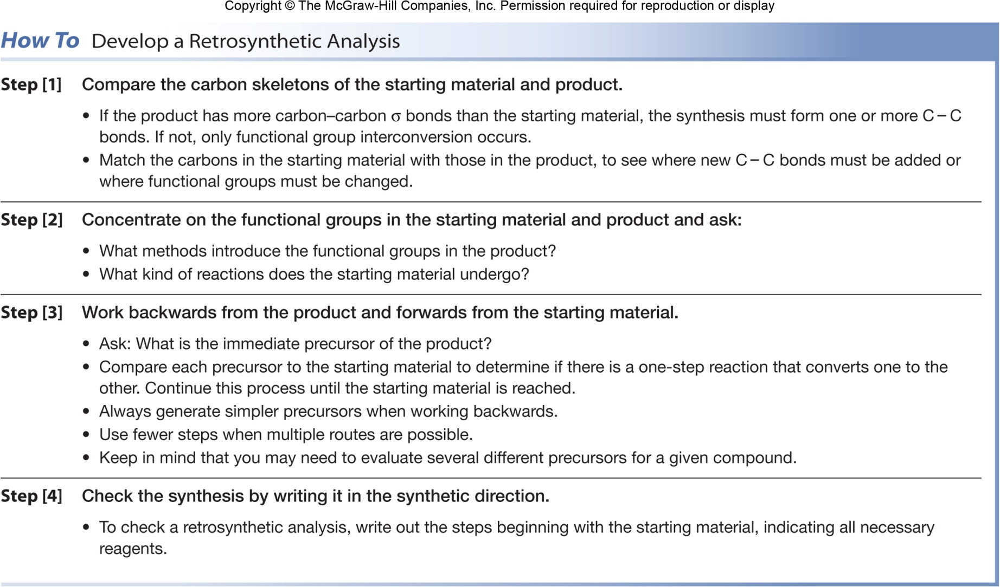 Copyright © The McGraw-Hill Companies, Inc. Permission required for reproduction or display
How To Develop a Retrosynthetic Analysis
Step [1] Compare the carbon skeletons of the starting material and product.
• If the product has more carbon–carbon σ bonds than the starting material, the synthesis must form one or more C–C
bonds. If not, only functional group interconversion occurs.
• Match the carbons in the starting material with those in the product, to see where new C–C bonds must be added or
where functional groups must be changed.
Step [2] Concentrate on the functional groups in the starting material and product and ask:
• What methods introduce the functional groups in the product?
• What kind of reactions does the starting material undergo?
Step [3] Work backwards from the product and forwards from the starting material.
• Ask: What is the immediate precursor of the product?
• Compare each precursor to the starting material to determine if there is a one-step reaction that converts one to the
other. Continue this process until the starting material is reached.
• Always generate simpler precursors when working backwards.
• Use fewer steps when multiple routes are possible.
• Keep in mind that you may need to evaluate several different precursors for a given compound.
Step [4] Check the synthesis by writing it in the synthetic direction.
• To check a retrosynthetic analysis, write out the steps beginning with the starting material, indicating all necessary
reagents.